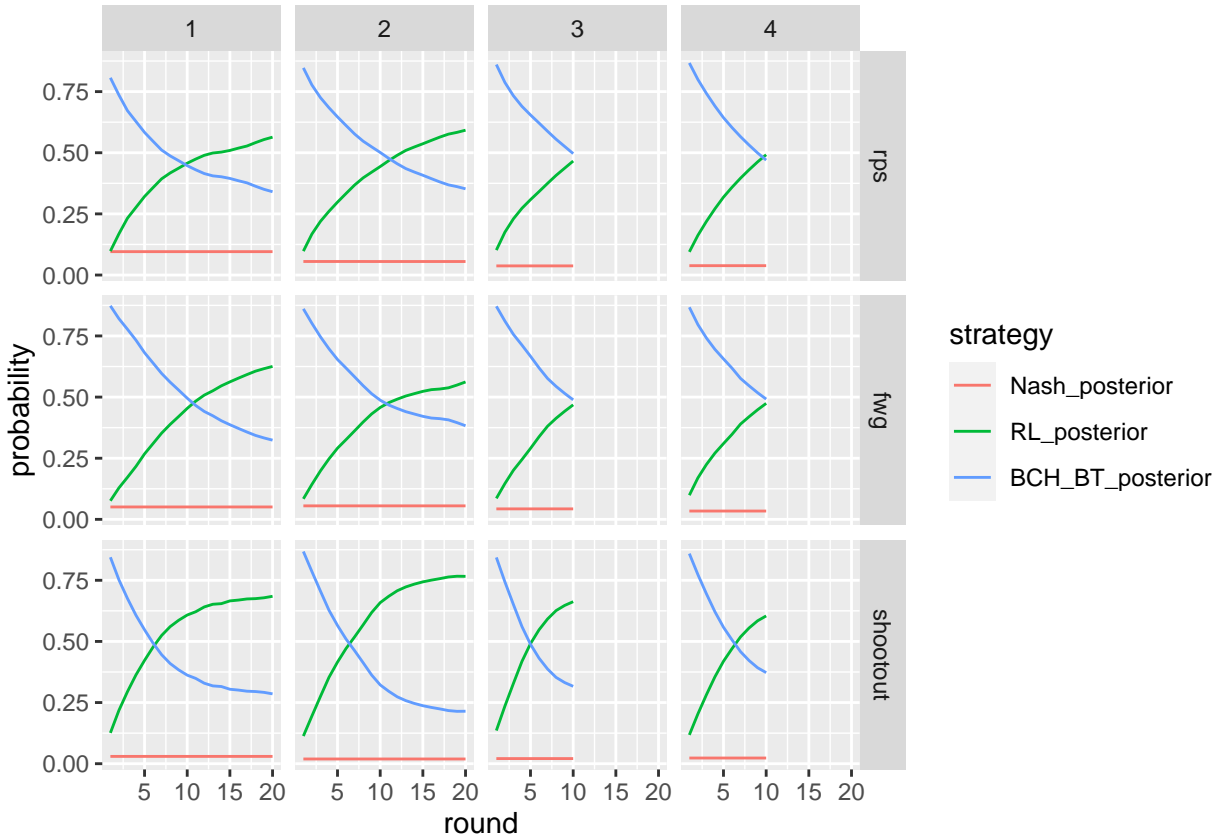 1 2 3 4
0.75
0.50
0.25
0.00
rps
0.75
0.50
0.25
0.00
fwg
0.75
0.50
0.25
0.00
shootout
5 10 15 20 5 10 15 20 5 10 15 20 5 10 15 20
round
probability
strategy
Nash_posterior
RL_posterior
BCH_BT_posterior